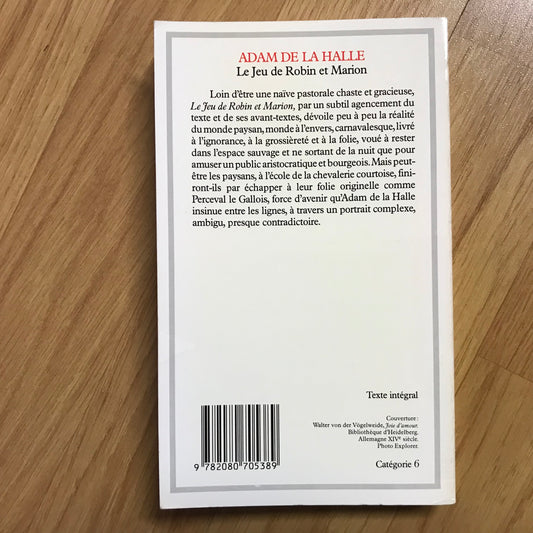 ADAM DE LA HALLE
Le Jeu de Robin et Marion
Loin d'être une naïve pastorale chaste et gracieuse,
Le Jeu de Robin et Marion, par un subtil agencement du
texte et de ses avant-textes, dévoile peu à peu la réalité
du monde paysan, monde à l'envers, carnavalesque, livré
à l'ignorance, à la grossièreté et à la folie, voué à rester
dans l'espace sauvage et ne sortant de la nuit que pour
amuser un public aristocratique et bourgeois. Mais peut-
être les paysans, à l'école de la chevalerie courtoise, fini-
ront-ils par échapper à leur folie originelle comme
Perceval le Gallois, force d'avenir qu'Adam de la Halle
insinue entre les lignes, à travers un portrait complexe,
ambigu, presque contradictoire.
Texte intégral
Couverture :
Walter von der Vögelweide, Joie d'amour.
Bibliothèque d'Heidelberg.
Allemagne XIVe siècle.
Photo Explorer.
Catégorie 6
9 782080 705389